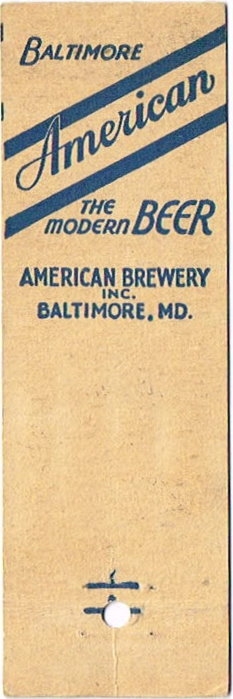 BALTIMORE
American
THE
MODERN BEER
AMERICAN BREWERY
INC.
BALTIMORE, MD.